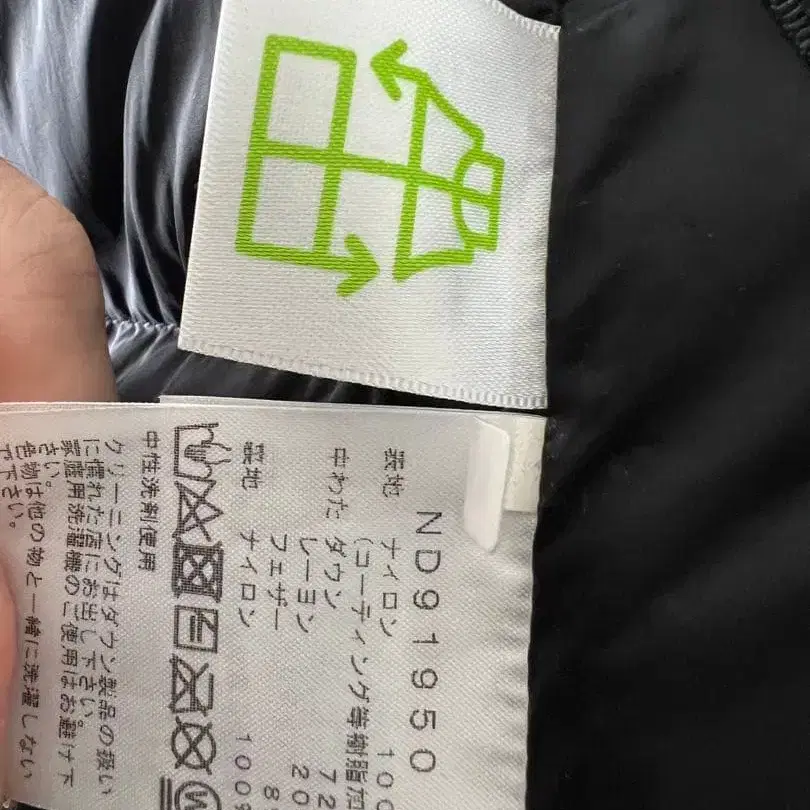 ND91950
表地 ナイロン 100
(コーティング等樹脂加
中わた ダウン 72
レーヨン 20
フェザー 8
裏地 ナイロン 100%
中性洗剤使用
クリーニングはダウン製品の扱い
に慣れた店にお出し下さい。
家庭用洗濯機のご使用はお避け下
さい。
色物は他の物と一緒に洗濯しない
で下さい。